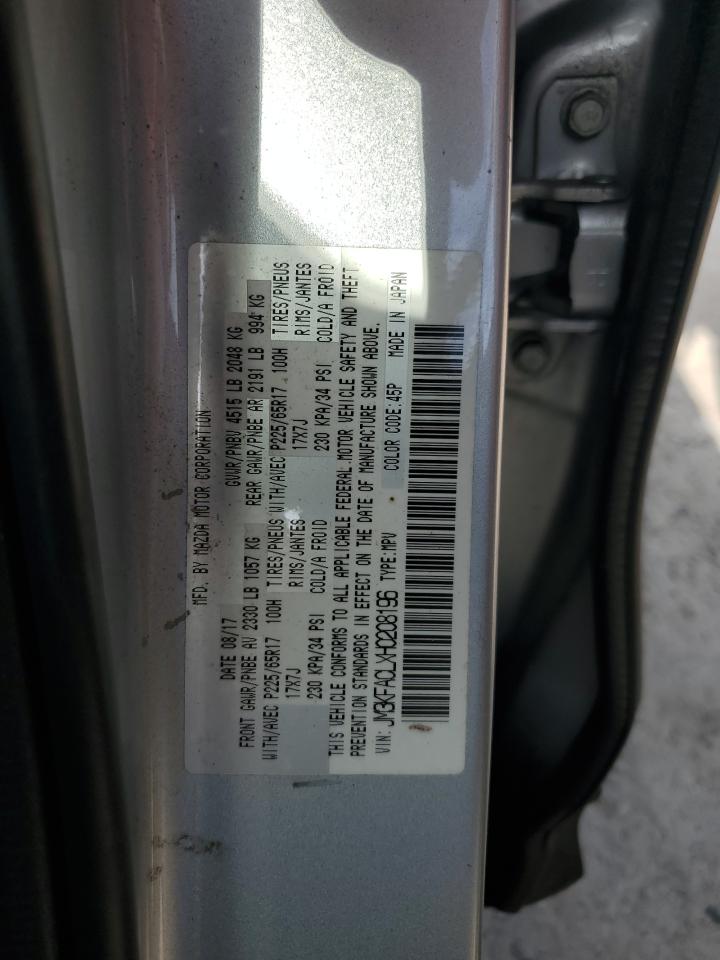 MFD. BY MAZDA MOTOR CORPORATION
DATE 08/17 GVWR/PNBV 4515 LB 2048 KG
FRONT GAWR/PNBE AV 2330 LB 1057 KG REAR GAWR/PNBE AR 2191 LB 994 KG
WITH/AVEC P225/65R17 100H TIRES/PNEUS WITH/AVEC P225/65R17 100H TIRES/PNEUS
17X7J RIMS/JANTES 17X7J RIMS/JANTES
230 KPA/34 PSI COLD/A FROID 230 KPA/34 PSI COLD/A FROID
THIS VEHICLE CONFORMS TO ALL APPLICABLE FEDERAL MOTOR VEHICLE SAFETY AND THEFT
PREVENTION STANDARDS IN EFFECT ON THE DATE OF MANUFACTURE SHOWN ABOVE.
VIN: JM3KFACLXH0208196 TYPE:MPV COLOR CODE:45P MADE IN JAPAN